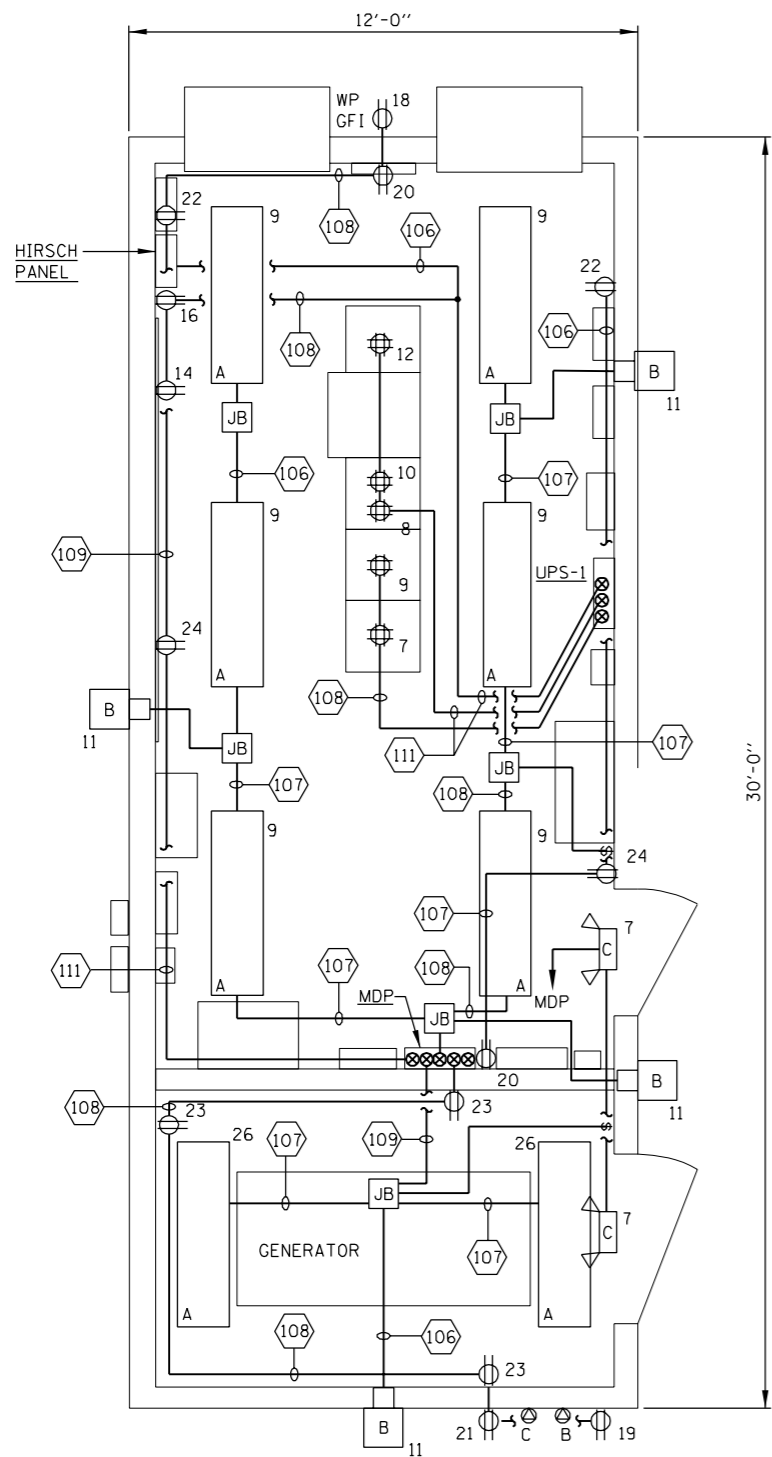 12'-0"
WP
GFI
18
20
22
108
9
9
106
HIRSCH
PANEL
22
16
108
106
12
14
A
A
B
JB
JB
11
106
10
107
9
8
9
109
9
UPS-1
24
7
A
A
108
B
107
11
JB
111
JB
107
108
30'-0"
9
9
24
107
7
C
111
107
108
A
A
MDP
MDP
JB
B
108
23
20
23
11
26
107
109
26
JB
7
107
C
GENERATOR
A
A
108
106
23
B
21
C
B
19
11